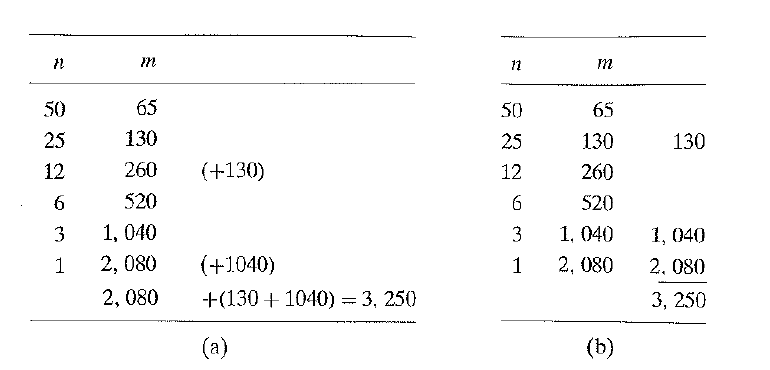 n m
50 65
25 130
12 260 (+130)
6 520
3 1, 040
1 2, 080 (+1040)
2, 080 +(130 + 1040) = 3, 250
(a)
n m
50 65
25 130 130
12 260
6 520
3 1, 040 1, 040
1 2, 080 2, 080
3, 250
(b)